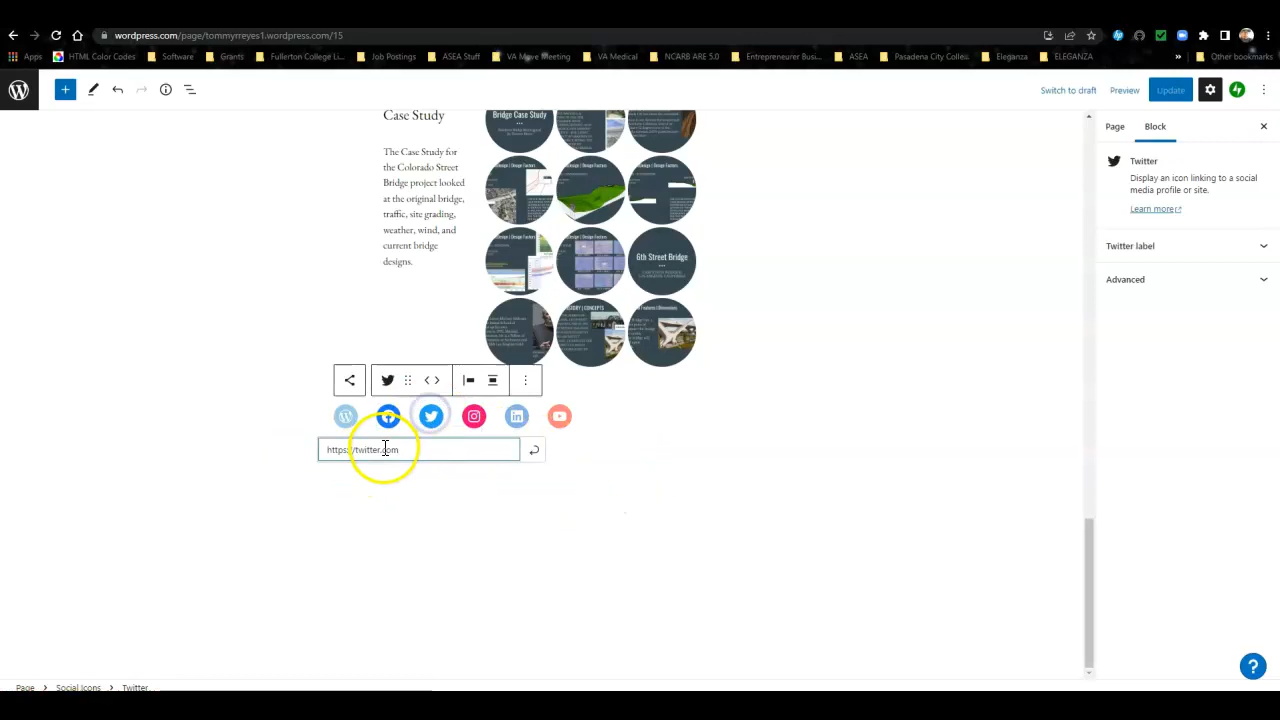 wordpress.com/page/tommyrreyes1.wordpress.com/15
Apps
HTML Color Codes
Software
Grants
Fullerton College Li...
Job Postings
ASEA Stuff
VA Move Meeting
VA Medical
NCARB ARE 5.0
Entrepreneurer Busi...
ASEA
Pasadena City Colle...
Eleganza
ELEGANZA
»
Other bookmarks
Switch to draft
Preview
Update
Case Study
The Case Study for
the Colorado Street
Bridge project looked
at the original bridge,
traffic, site grading,
weather, wind, and
current bridge
designs.
Bridge Case Study
6th Street Bridge
https://twitter.com
Page
Block
Twitter
Display an icon linking to a social
media profile or site.
Learn more
Twitter label
Advanced
Page > Social Icons > Twitter